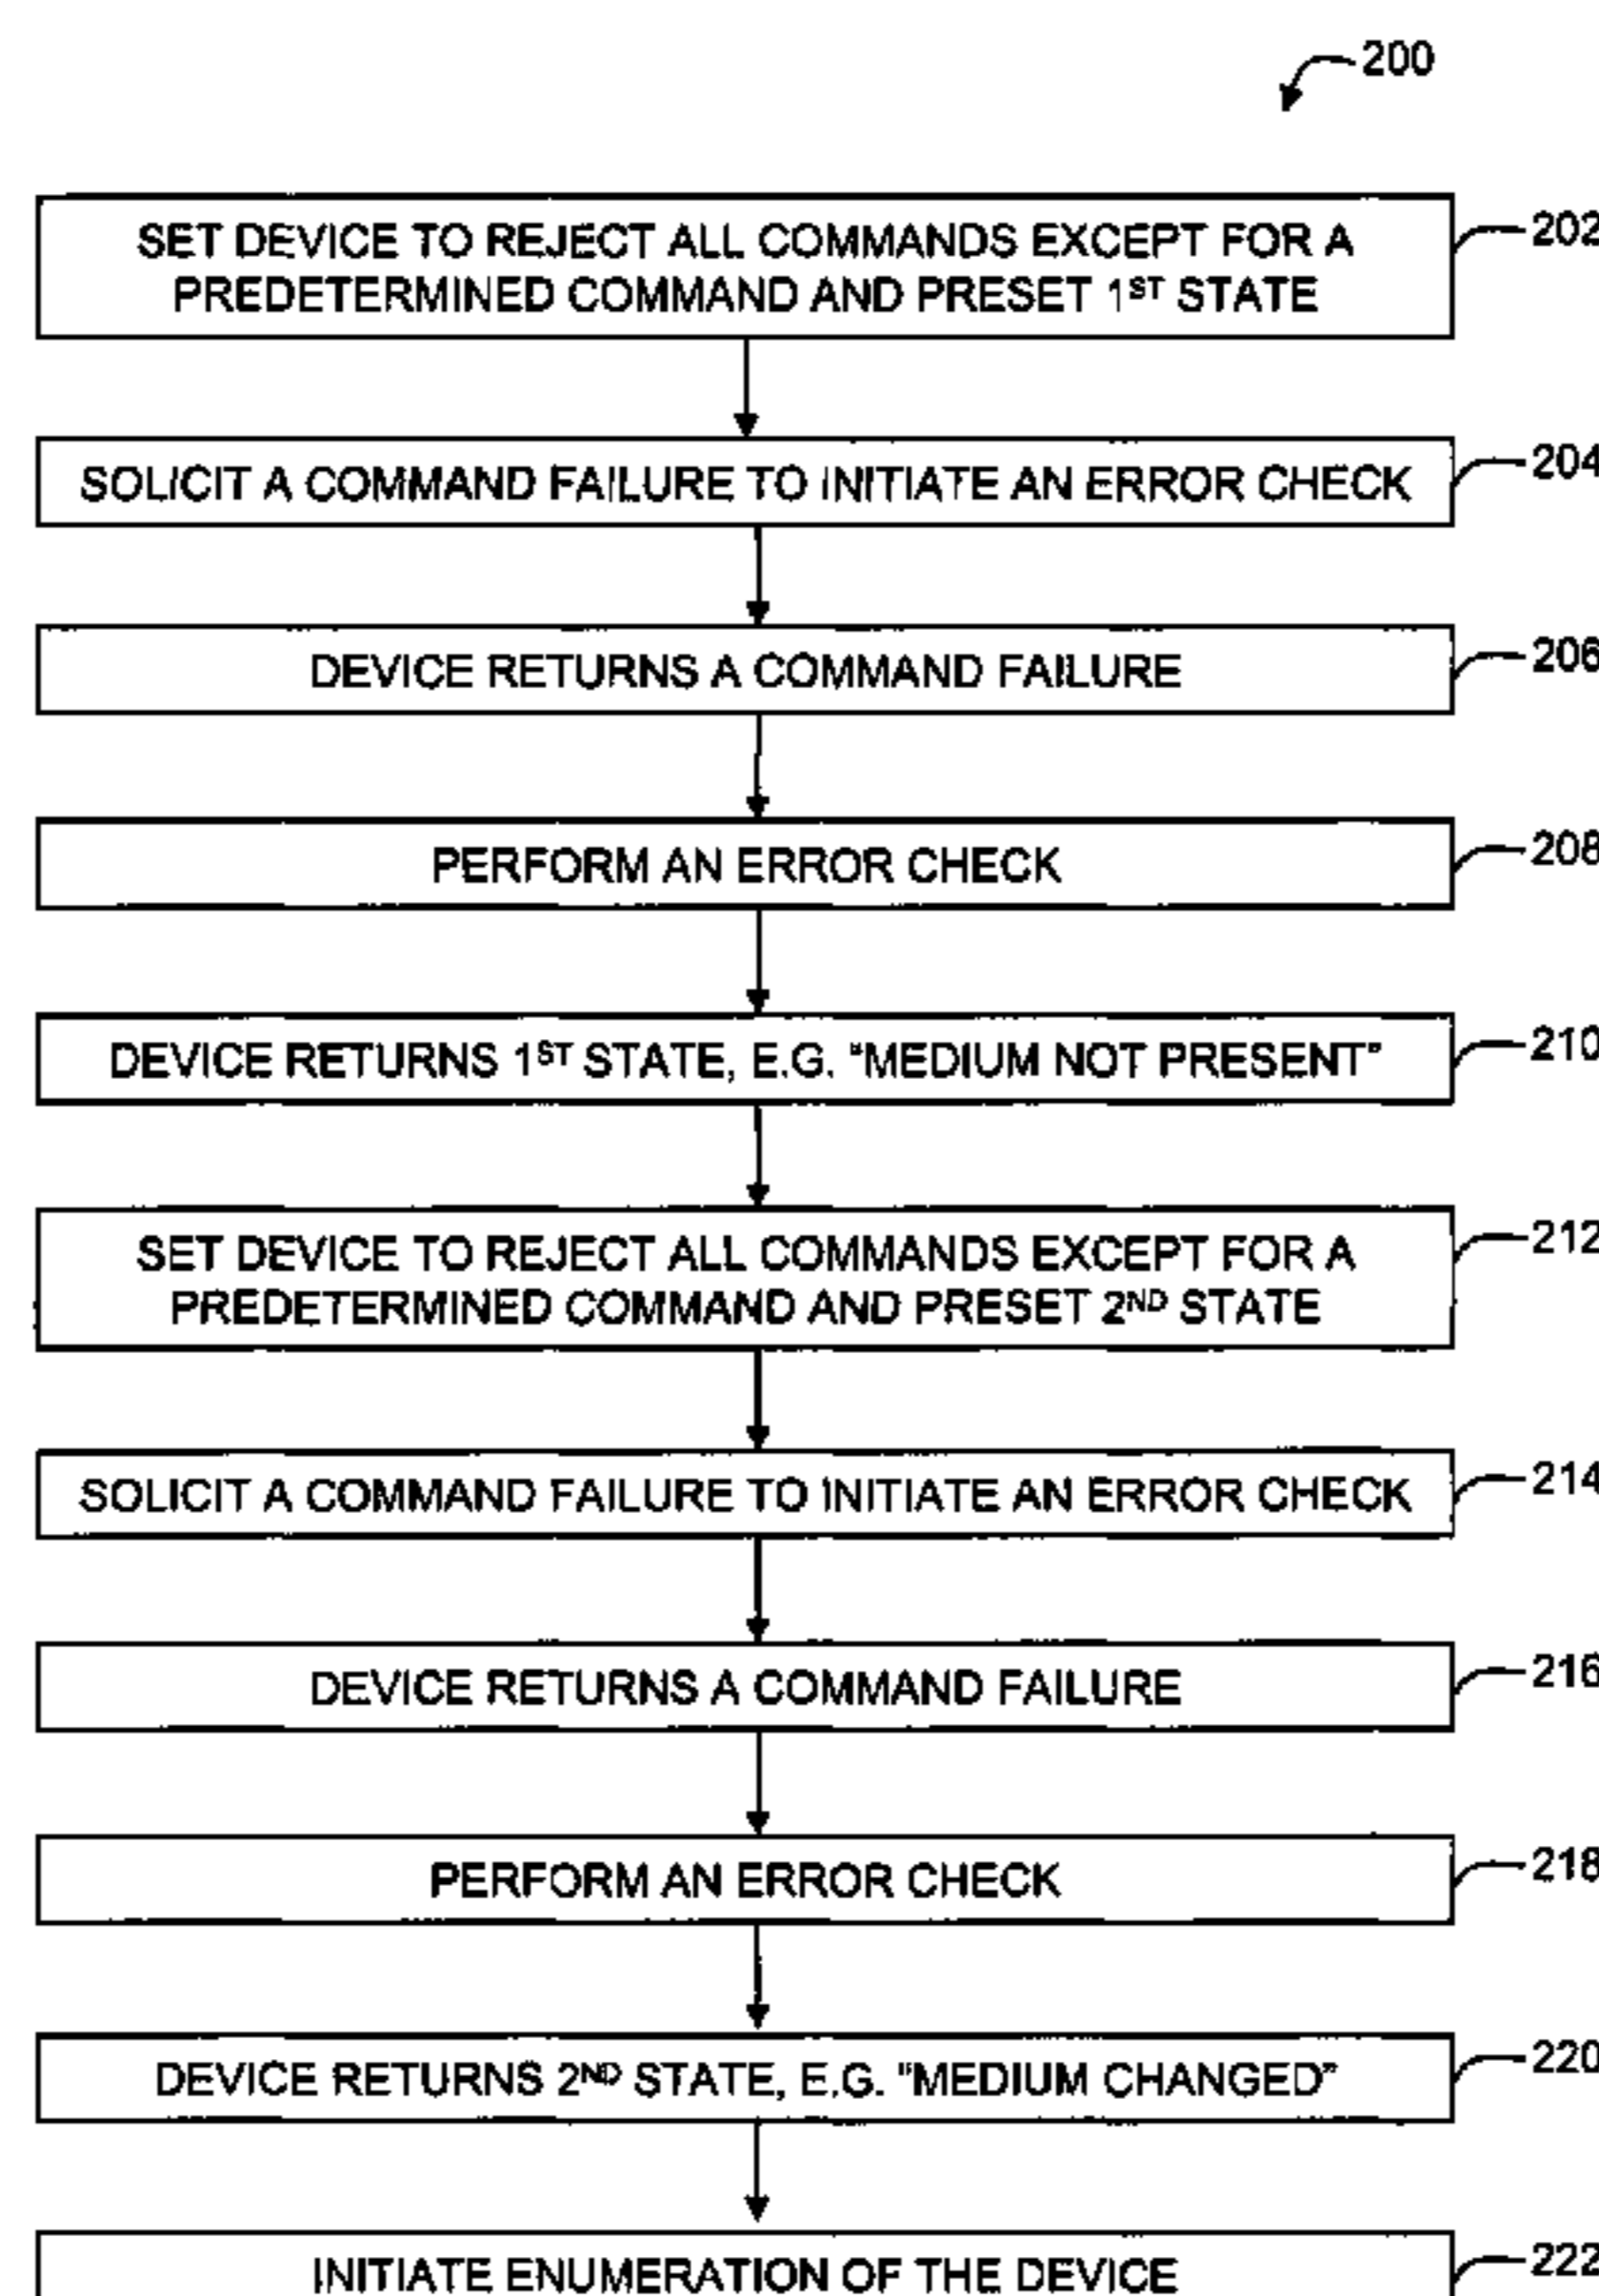 200
SET DEVICE TO REJECT ALL COMMANDS EXCEPT FOR A
PREDETERMINED COMMAND AND PRESET 1ST STATE
202
SOLICIT A COMMAND FAILURE TO INITIATE AN ERROR CHECK
204
DEVICE RETURNS A COMMAND FAILURE
206
PERFORM AN ERROR CHECK
208
DEVICE RETURNS 1ST STATE, E.G. "MEDIUM NOT PRESENT"
210
SET DEVICE TO REJECT ALL COMMANDS EXCEPT FOR A
PREDETERMINED COMMAND AND PRESET 2ND STATE
212
SOLICIT A COMMAND FAILURE TO INITIATE AN ERROR CHECK
214
DEVICE RETURNS A COMMAND FAILURE
216
PERFORM AN ERROR CHECK
218
DEVICE RETURNS 2ND STATE, E.G. "MEDIUM CHANGED"
220
INITIATE ENUMERATION OF THE DEVICE
222